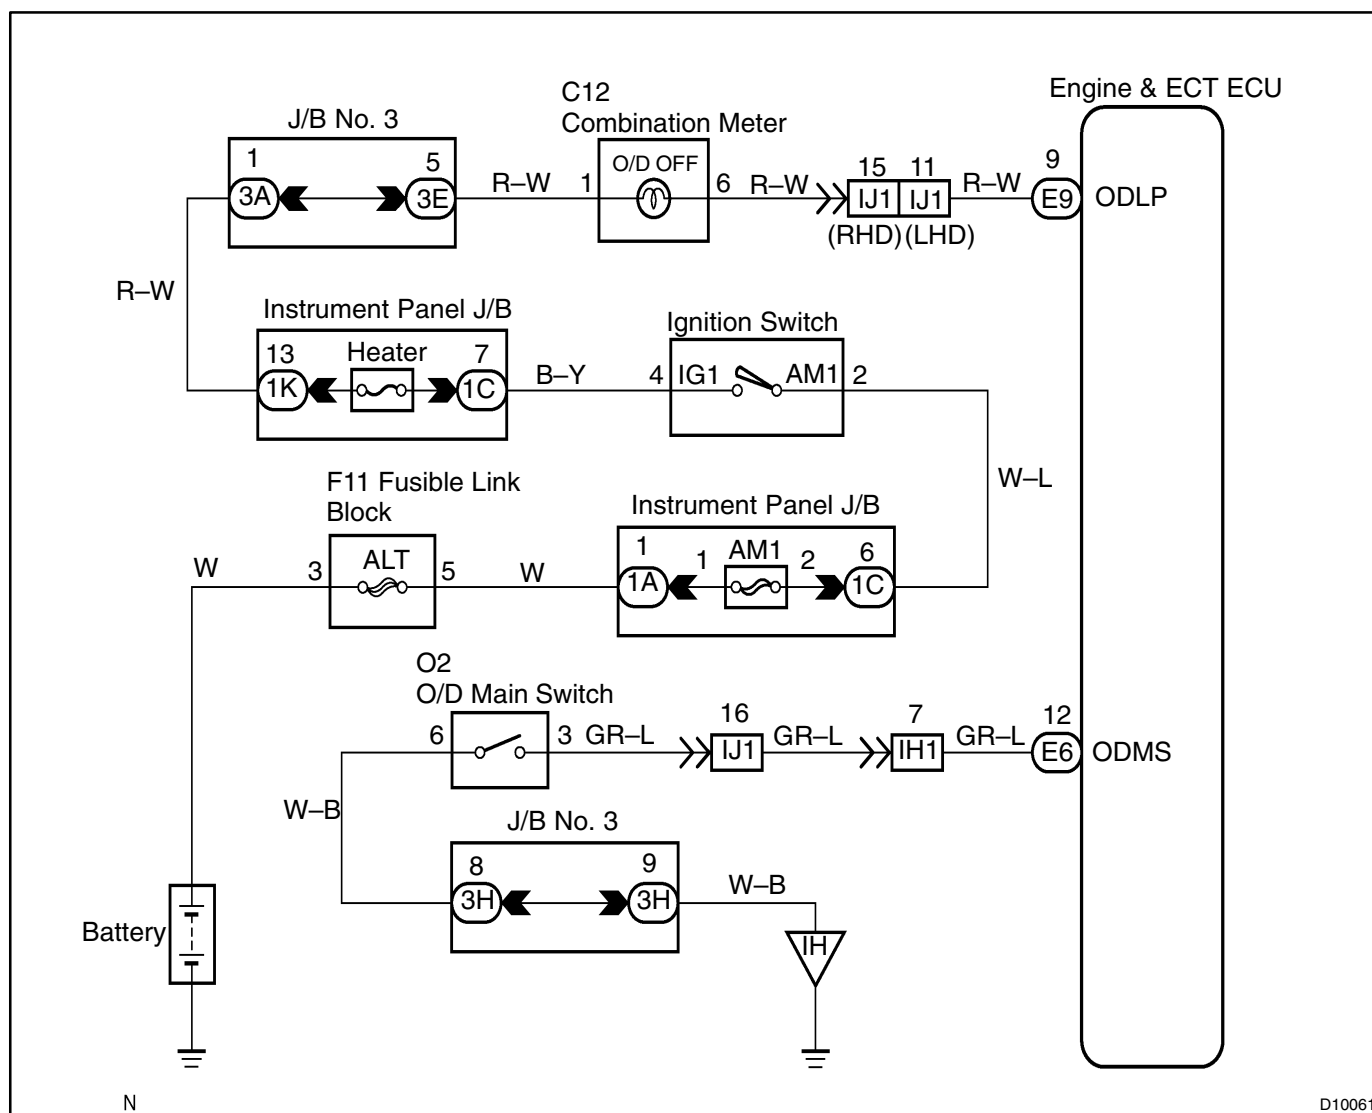 C12
Combination Meter
Engine & ECT ECU
J/B No. 3
1 5
3A 3E
R–W 1 O/D OFF 6 R–W
15 11
IJ1 IJ1
(RHD) (LHD)
R–W
9
E9 ODLP
R–W
Instrument Panel J/B
13 Heater 7
1K 1C
B–Y
Ignition Switch
4 IG1 AM1 2
W–L
F11 Fusible Link
Block
W 3 ALT 5 W
Instrument Panel J/B
1 1 AM1 2 6
1A 1C
O2
O/D Main Switch
6 3 GR–L
16
IJ1
GR–L
7
IH1
GR–L
12
E6 ODMS
W–B
J/B No. 3
8 9
3H 3H
W–B
IH
Battery
N
D10061